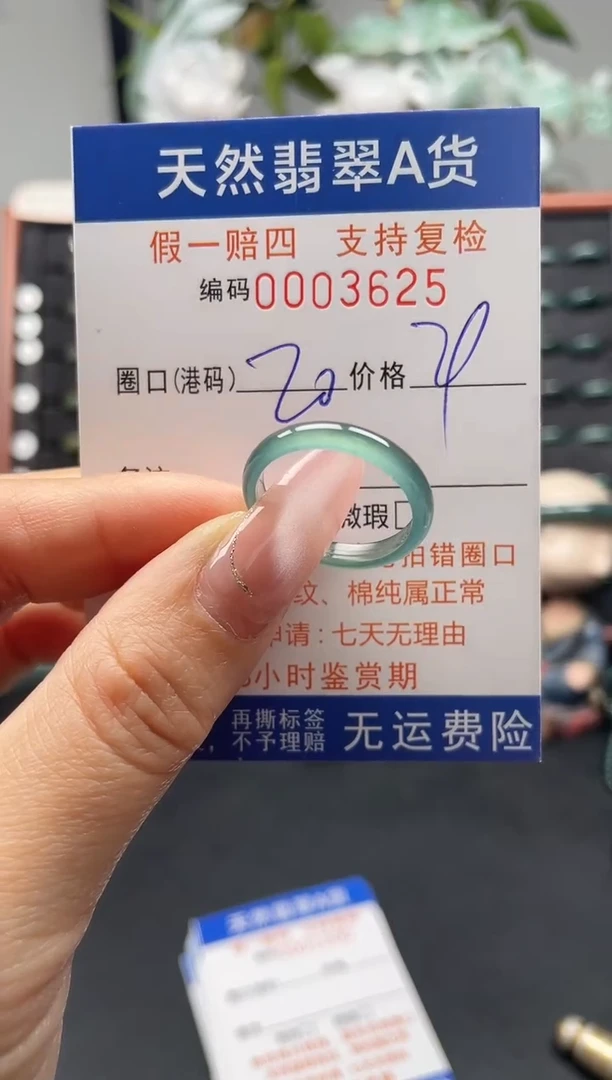 天然翡翠A货
假一赔四 支持复检
编码0003625
圈口(港码) 20 价格
微瑕
拍错圈口
纹、棉纯属正常
申请：七天无理由
小时鉴赏期
再撕标签
不予理赔
无运费险